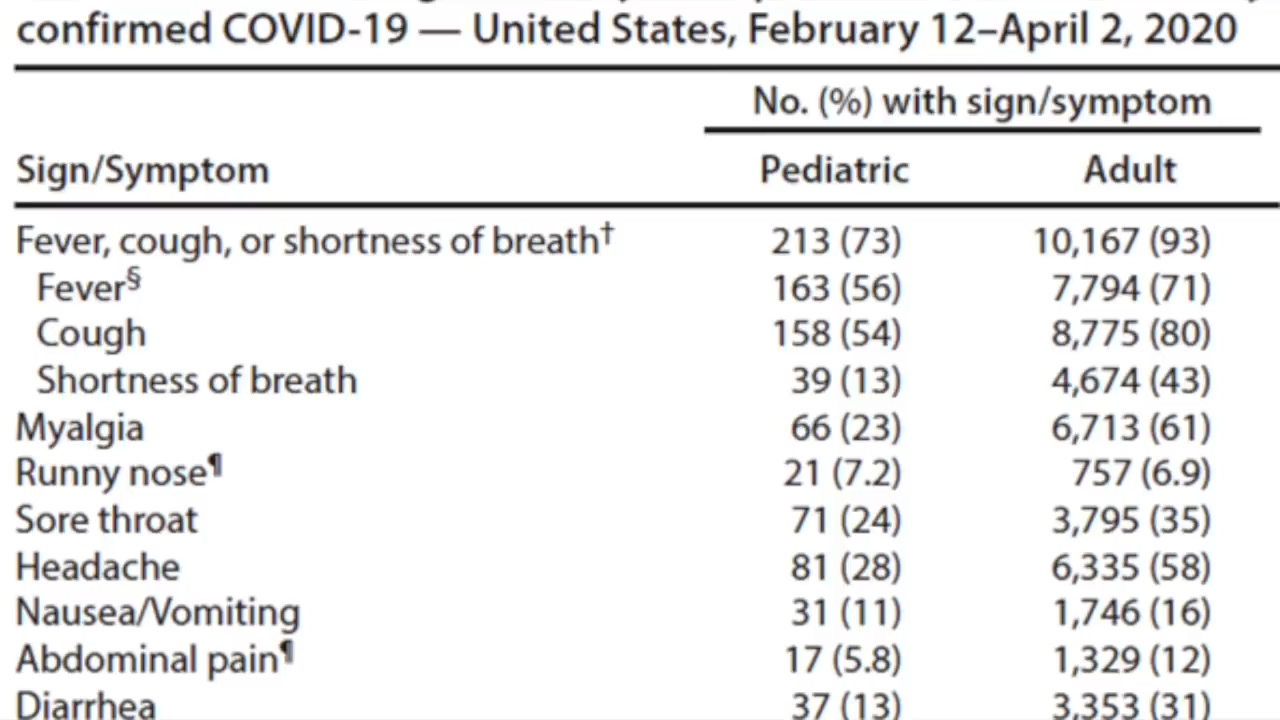 confirmed COVID-19 — United States, February 12–April 2, 2020
No. (%) with sign/symptom
Sign/Symptom Pediatric Adult
Fever, cough, or shortness of breath† 213 (73) 10,167 (93)
Fever§ 163 (56) 7,794 (71)
Cough 158 (54) 8,775 (80)
Shortness of breath 39 (13) 4,674 (43)
Myalgia 66 (23) 6,713 (61)
Runny nose¶ 21 (7.2) 757 (6.9)
Sore throat 71 (24) 3,795 (35)
Headache 81 (28) 6,335 (58)
Nausea/Vomiting 31 (11) 1,746 (16)
Abdominal pain¶ 17 (5.8) 1,329 (12)
Diarrhea 37 (13) 3,353 (31)